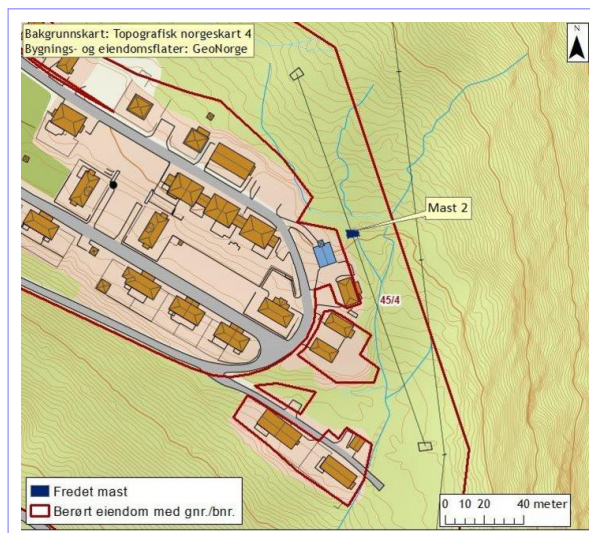 Bakgrunnskart: Topografisk norgeskart 4
Bygnings- og eiendomsflater: GeoNorge
N
Mast 2
45/4
Fredet mast
Berørt eiendom med gnr./bnr.
0 10 20 40 meter